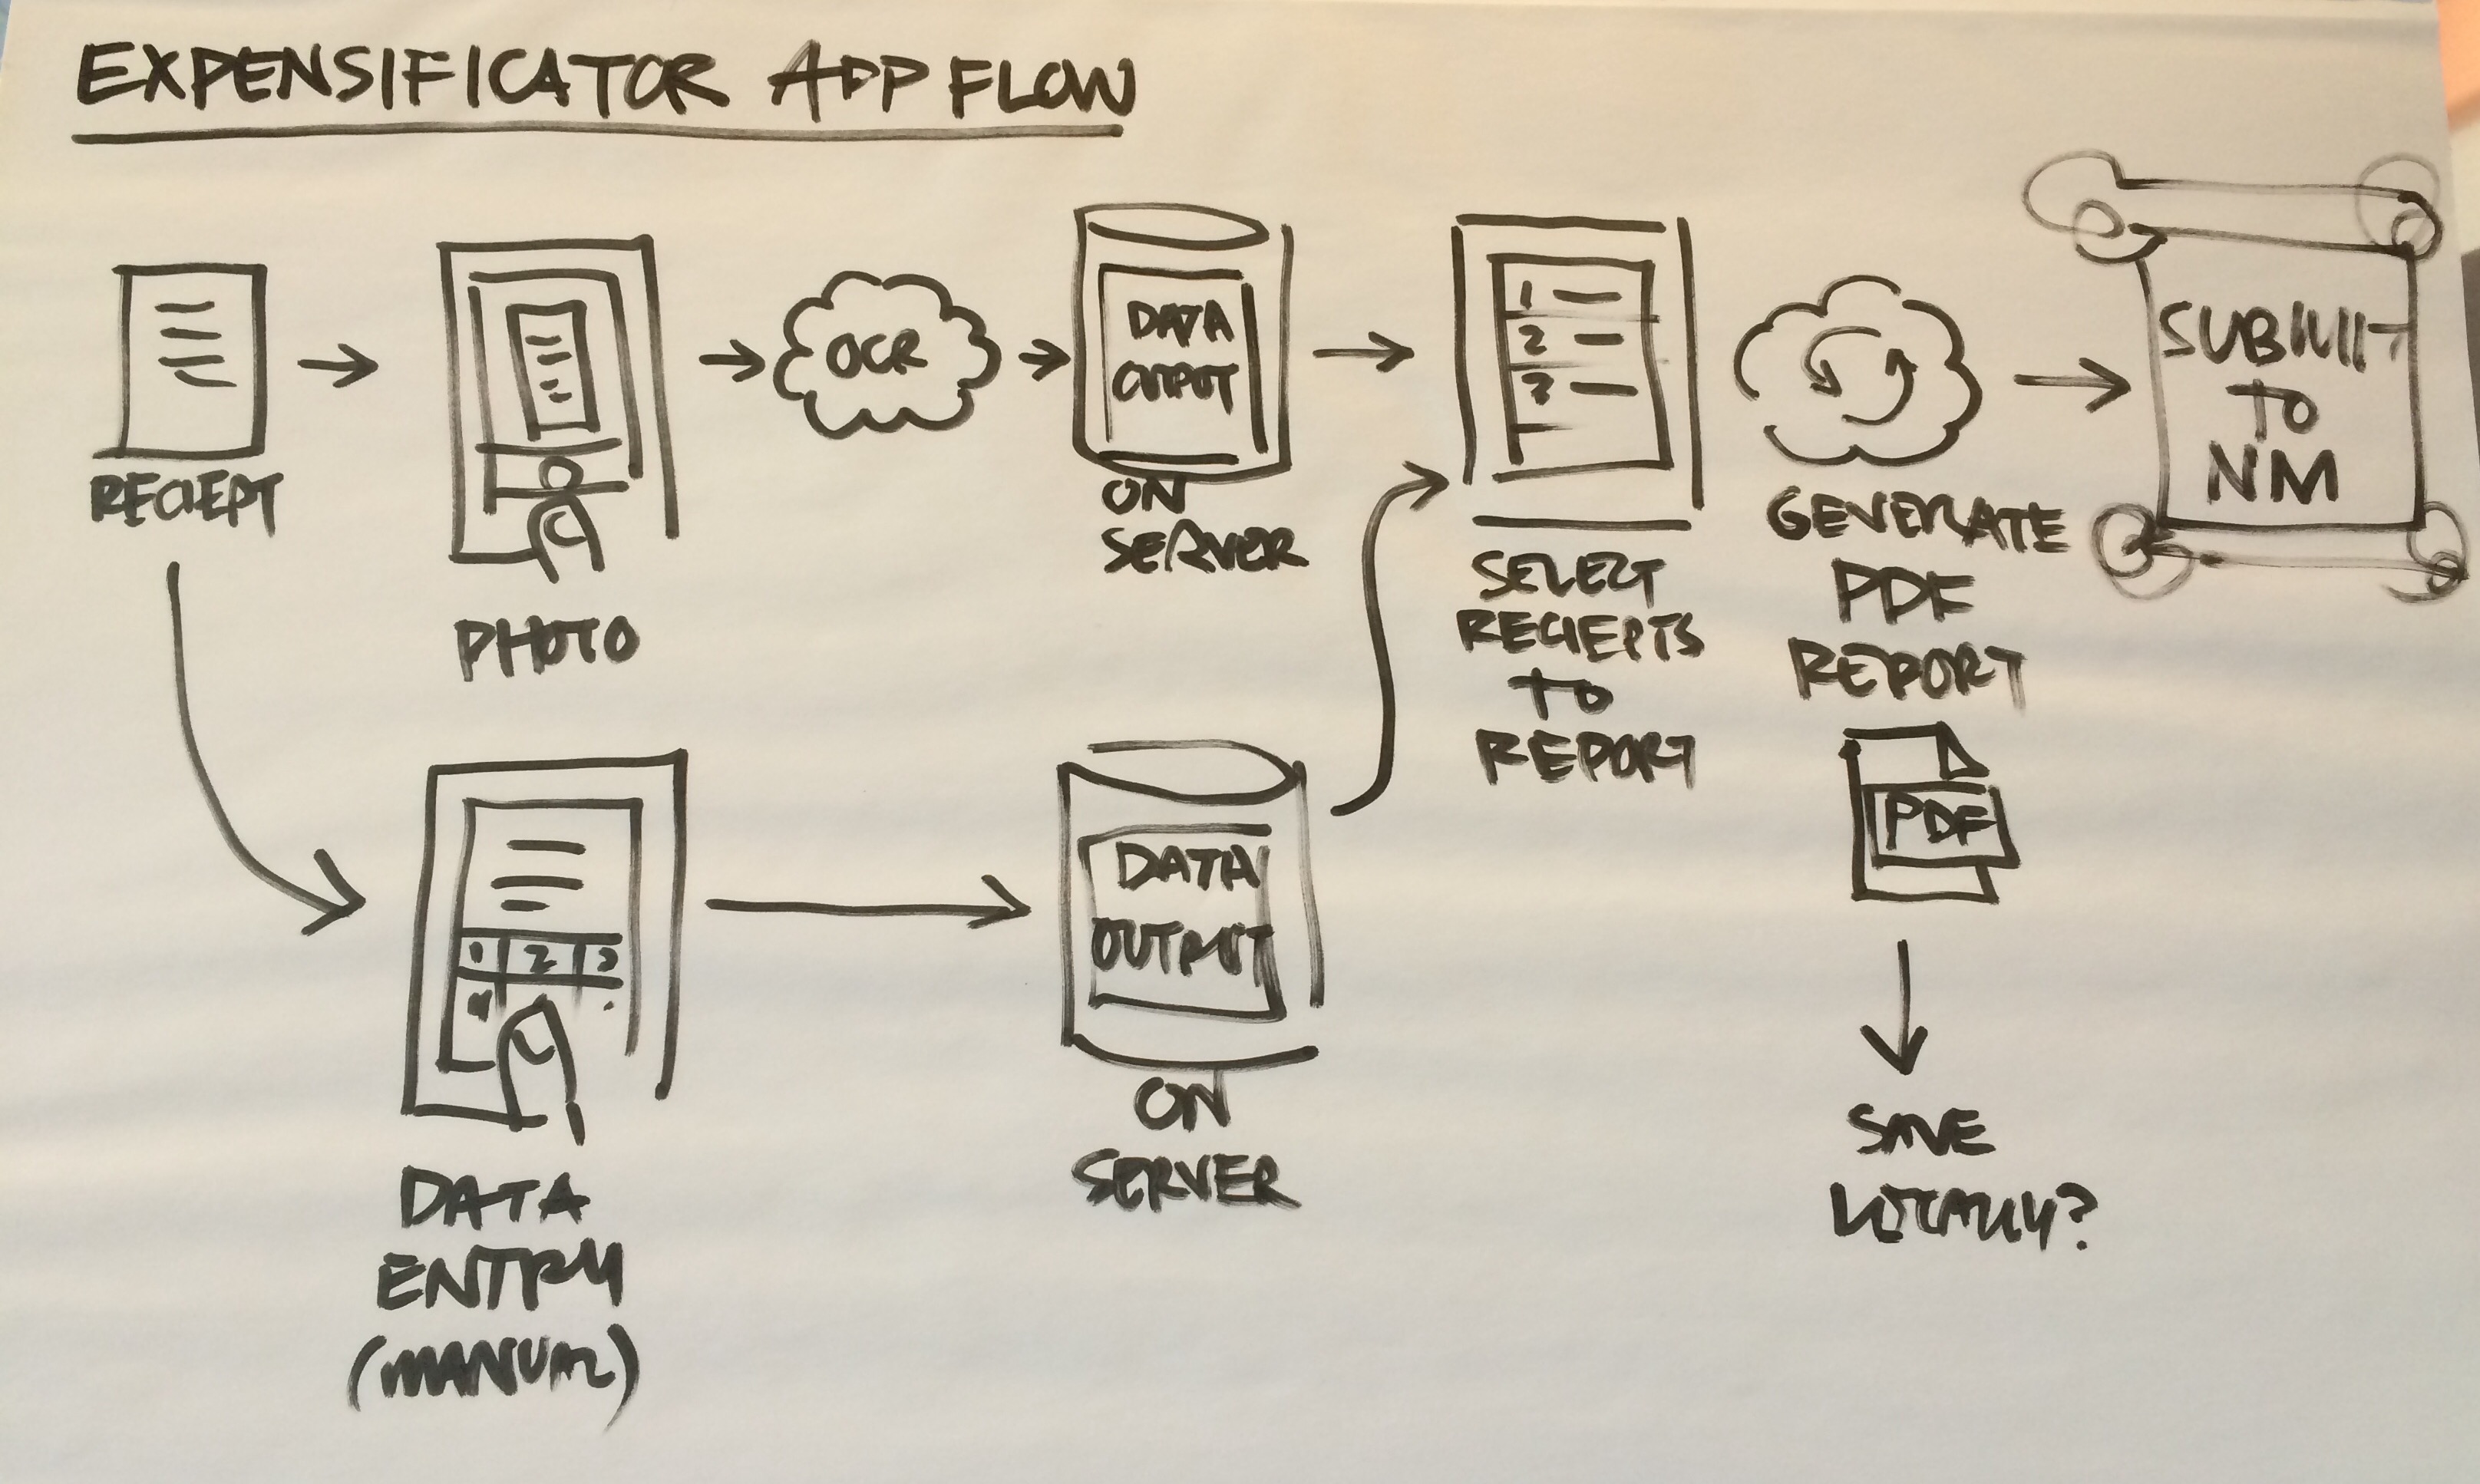 EXPENSIFICATOR APP FLOW
RECIEPT
PHOTO
OCR
DATA
OUTPUT
ON
SERVER
1
2
3
SELECT
RECIEPTS
TO
REPORT
GENERATE
PDF
REPORT
PDF
SAVE
LOCALLY?
SUBMIT
TO
NM
1 2 3
4
DATA
ENTRY
(MANUAL)
DATA
OUTPUT
ON
SERVER